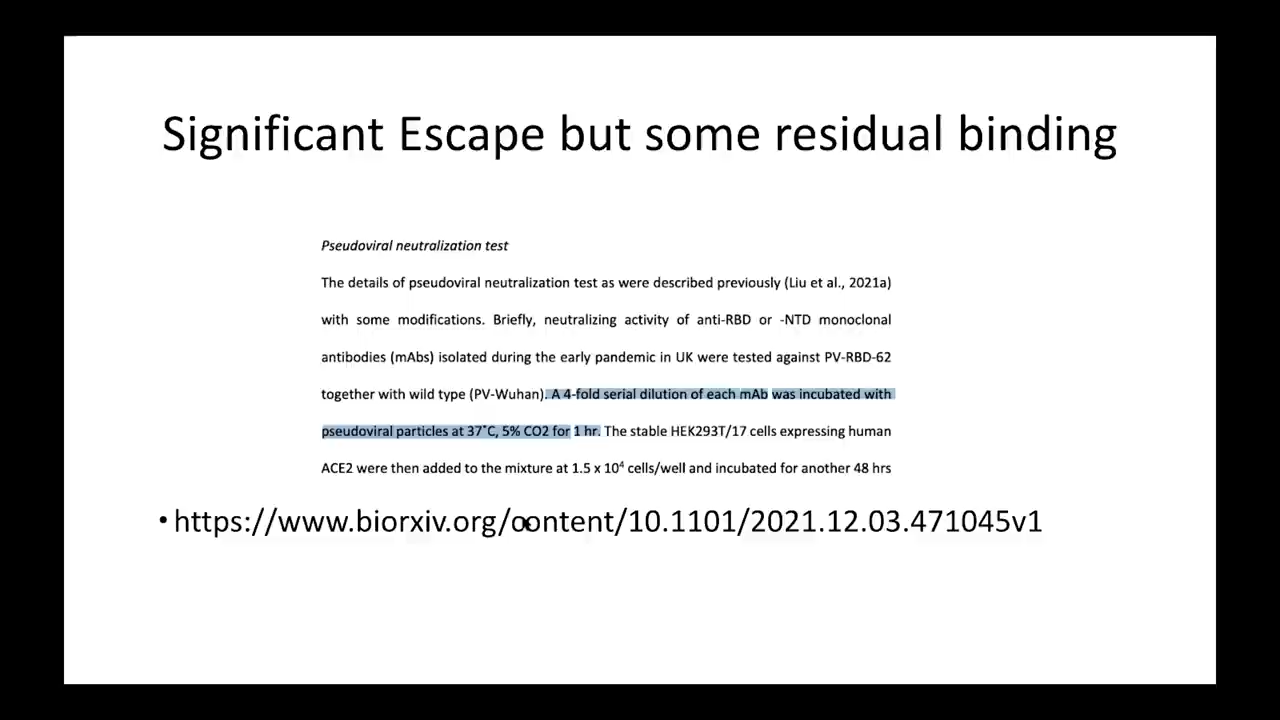 Significant Escape but some residual binding
Pseudoviral neutralization test
The details of pseudoviral neutralization test as were described previously (Liu et al., 2021a)
with some modifications. Briefly, neutralizing activity of anti-RBD or -NTD monoclonal
antibodies (mAbs) isolated during the early pandemic in UK were tested against PV-RBD-62
together with wild type (PV-Wuhan). A 4-fold serial dilution of each mAb was incubated with
pseudoviral particles at 37˚C, 5% CO2 for 1 hr. The stable HEK293T/17 cells expressing human
ACE2 were then added to the mixture at 1.5 x 10⁴ cells/well and incubated for another 48 hrs
• https://www.biorxiv.org/content/10.1101/2021.12.03.471045v1